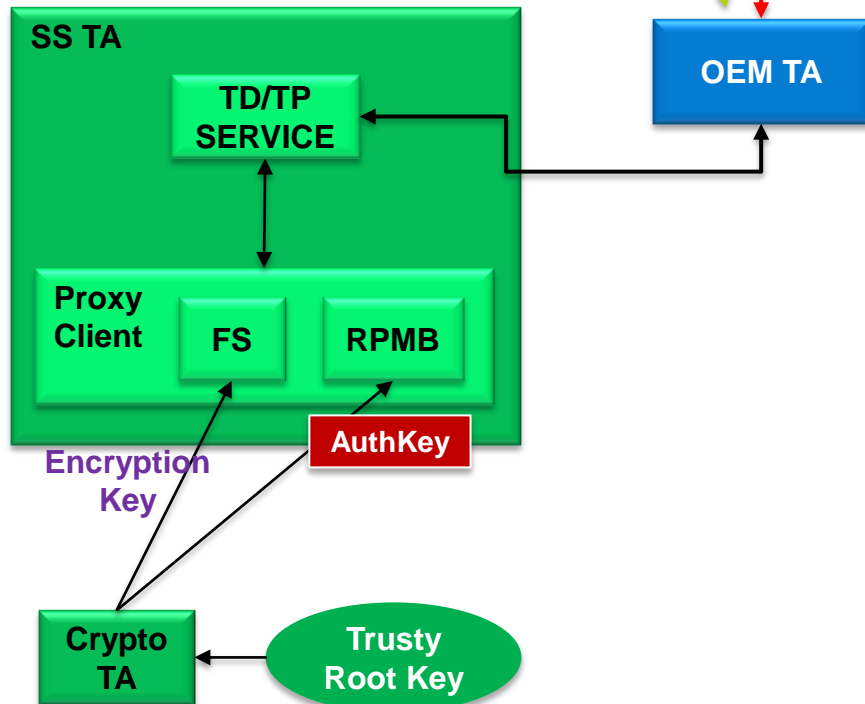 SS TA
OEM TA
TD/TP
SERVICE
Proxy
Client
FS
RPMB
AuthKey
Encryption
Key
Crypto
TA
Trusty
Root Key